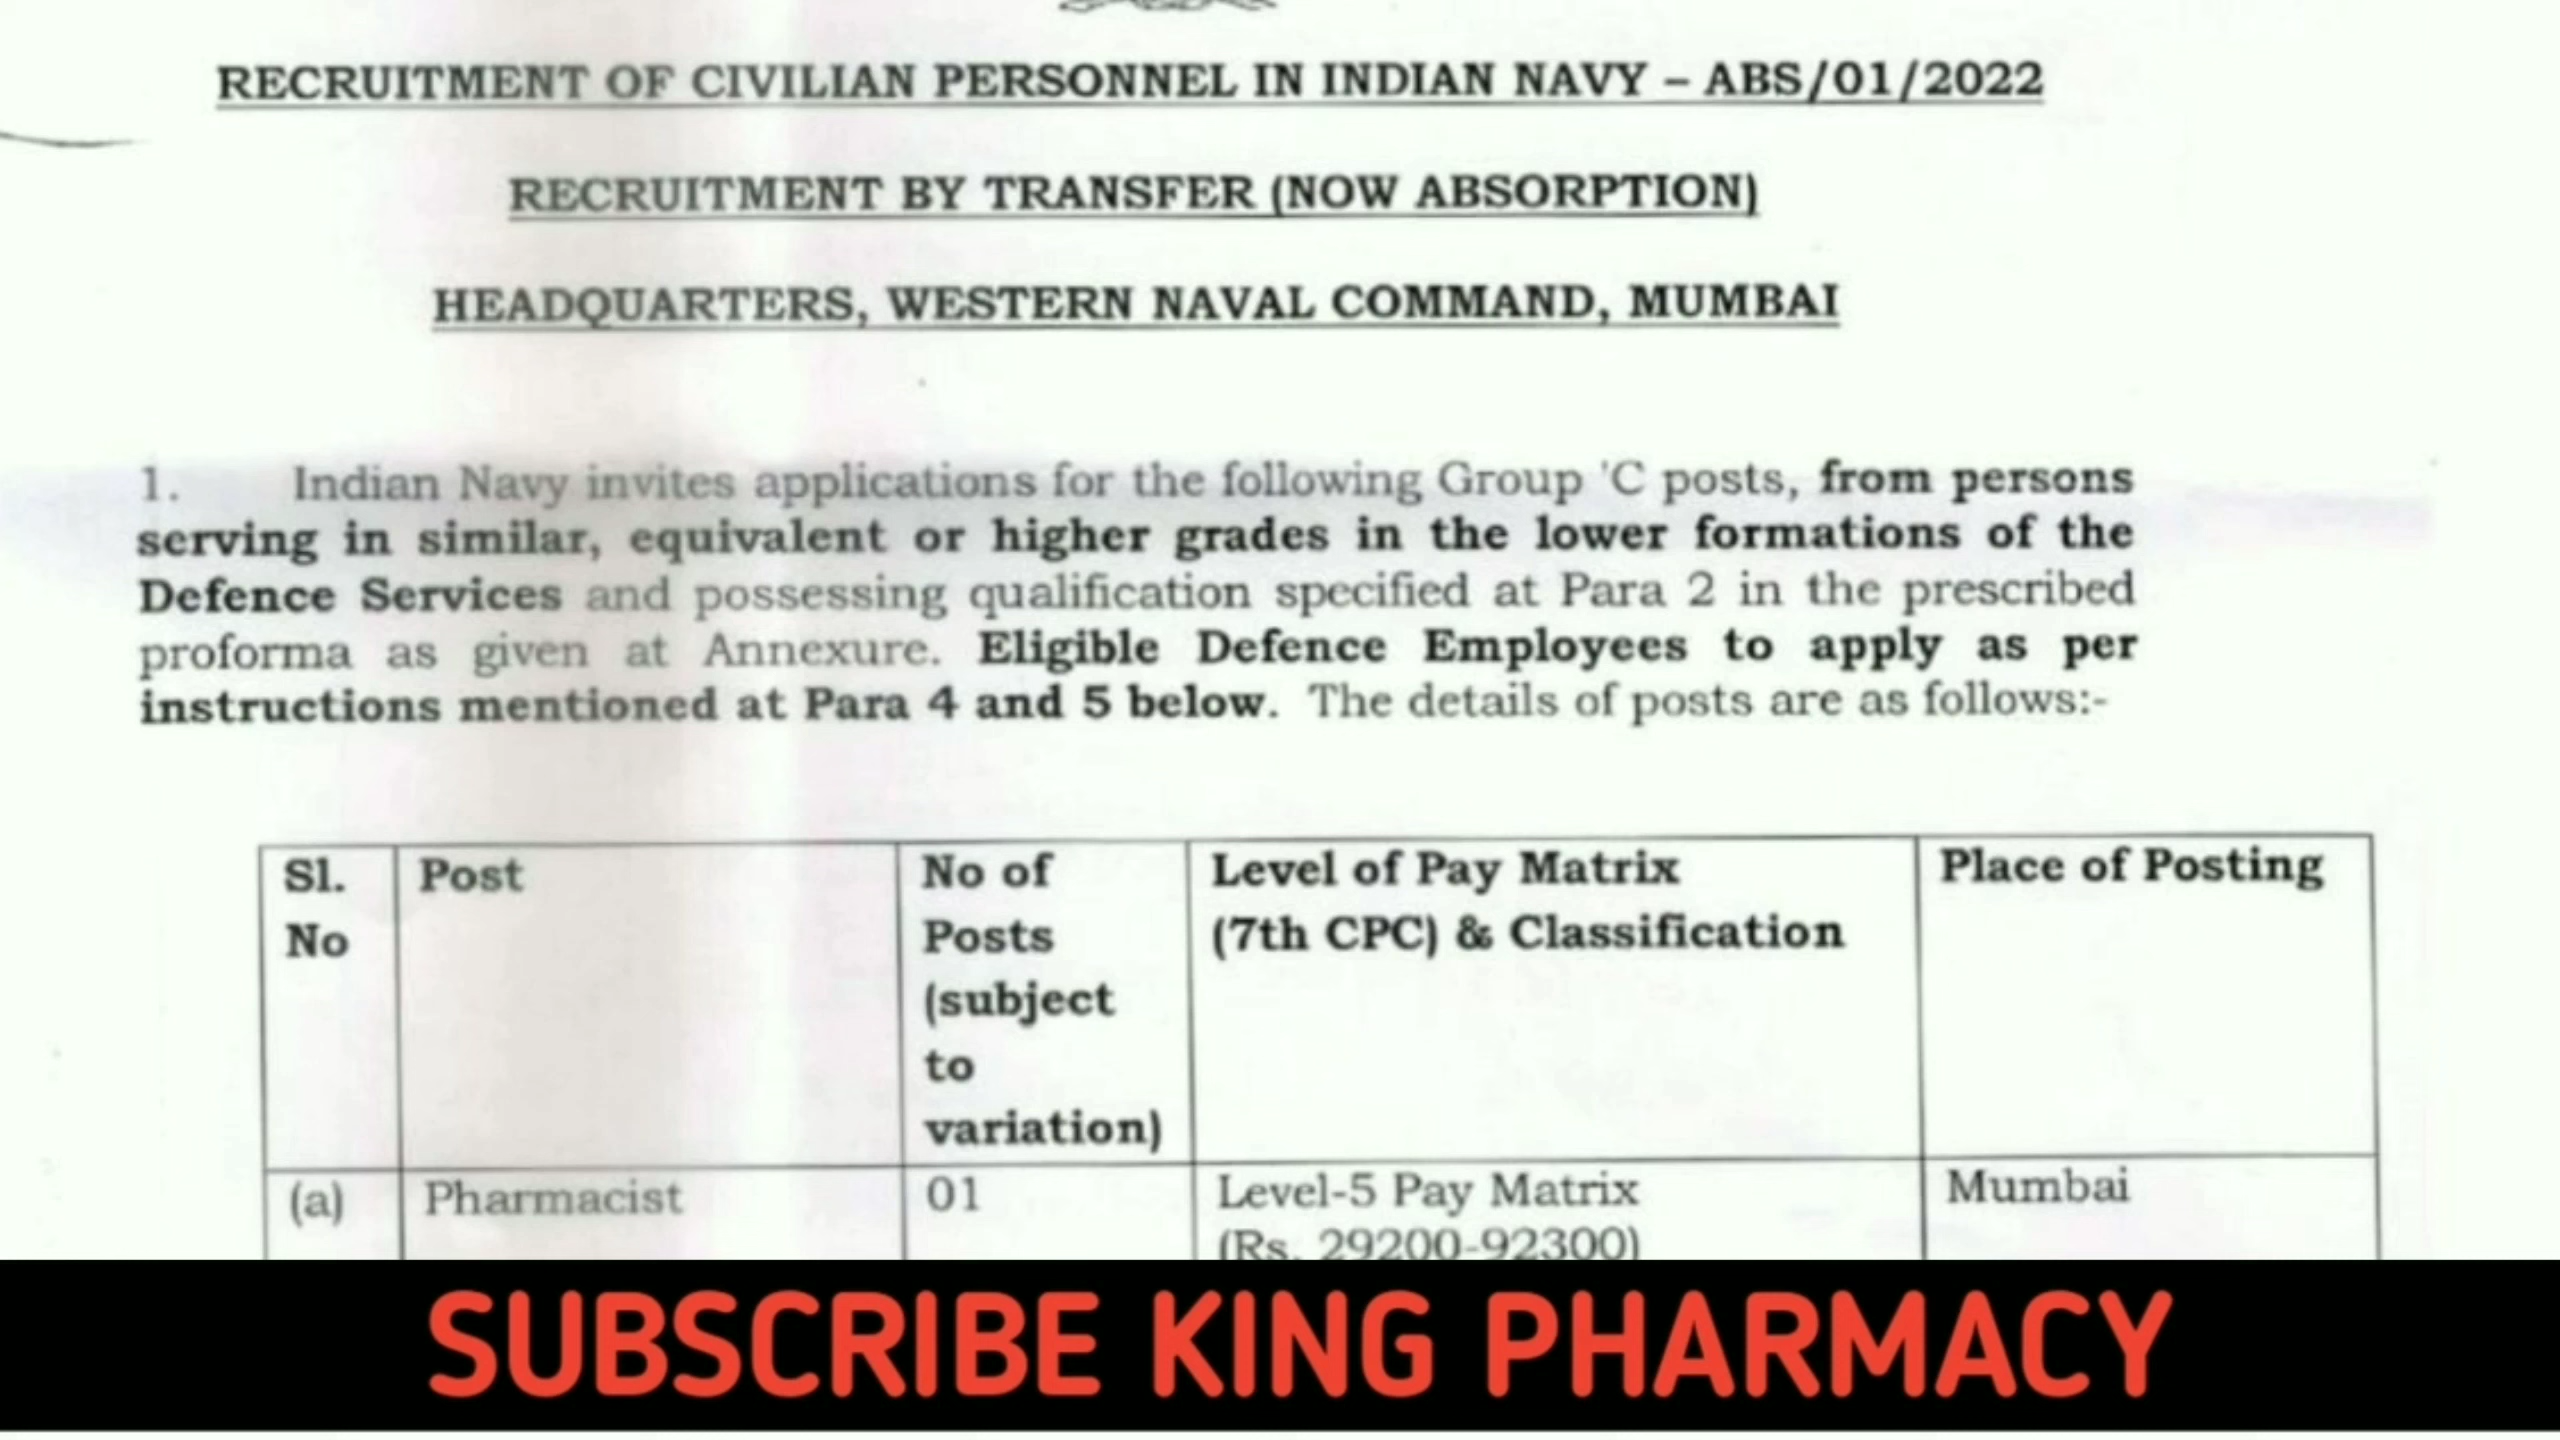 RECRUITMENT OF CIVILIAN PERSONNEL IN INDIAN NAVY – ABS/01/2022
RECRUITMENT BY TRANSFER (NOW ABSORPTION)
HEADQUARTERS, WESTERN NAVAL COMMAND, MUMBAI
1. Indian Navy invites applications for the following Group 'C posts, from persons
serving in similar, equivalent or higher grades in the lower formations of the
Defence Services and possessing qualification specified at Para 2 in the prescribed
proforma as given at Annexure. Eligible Defence Employees to apply as per
instructions mentioned at Para 4 and 5 below. The details of posts are as follows:-
Sl.
No
Post
No of
Posts
(subject
to
variation)
Level of Pay Matrix
(7th CPC) & Classification
Place of Posting
(a)
Pharmacist
01
Level-5 Pay Matrix
(Rs. 29200-92300)
Mumbai
SUBSCRIBE KING PHARMACY